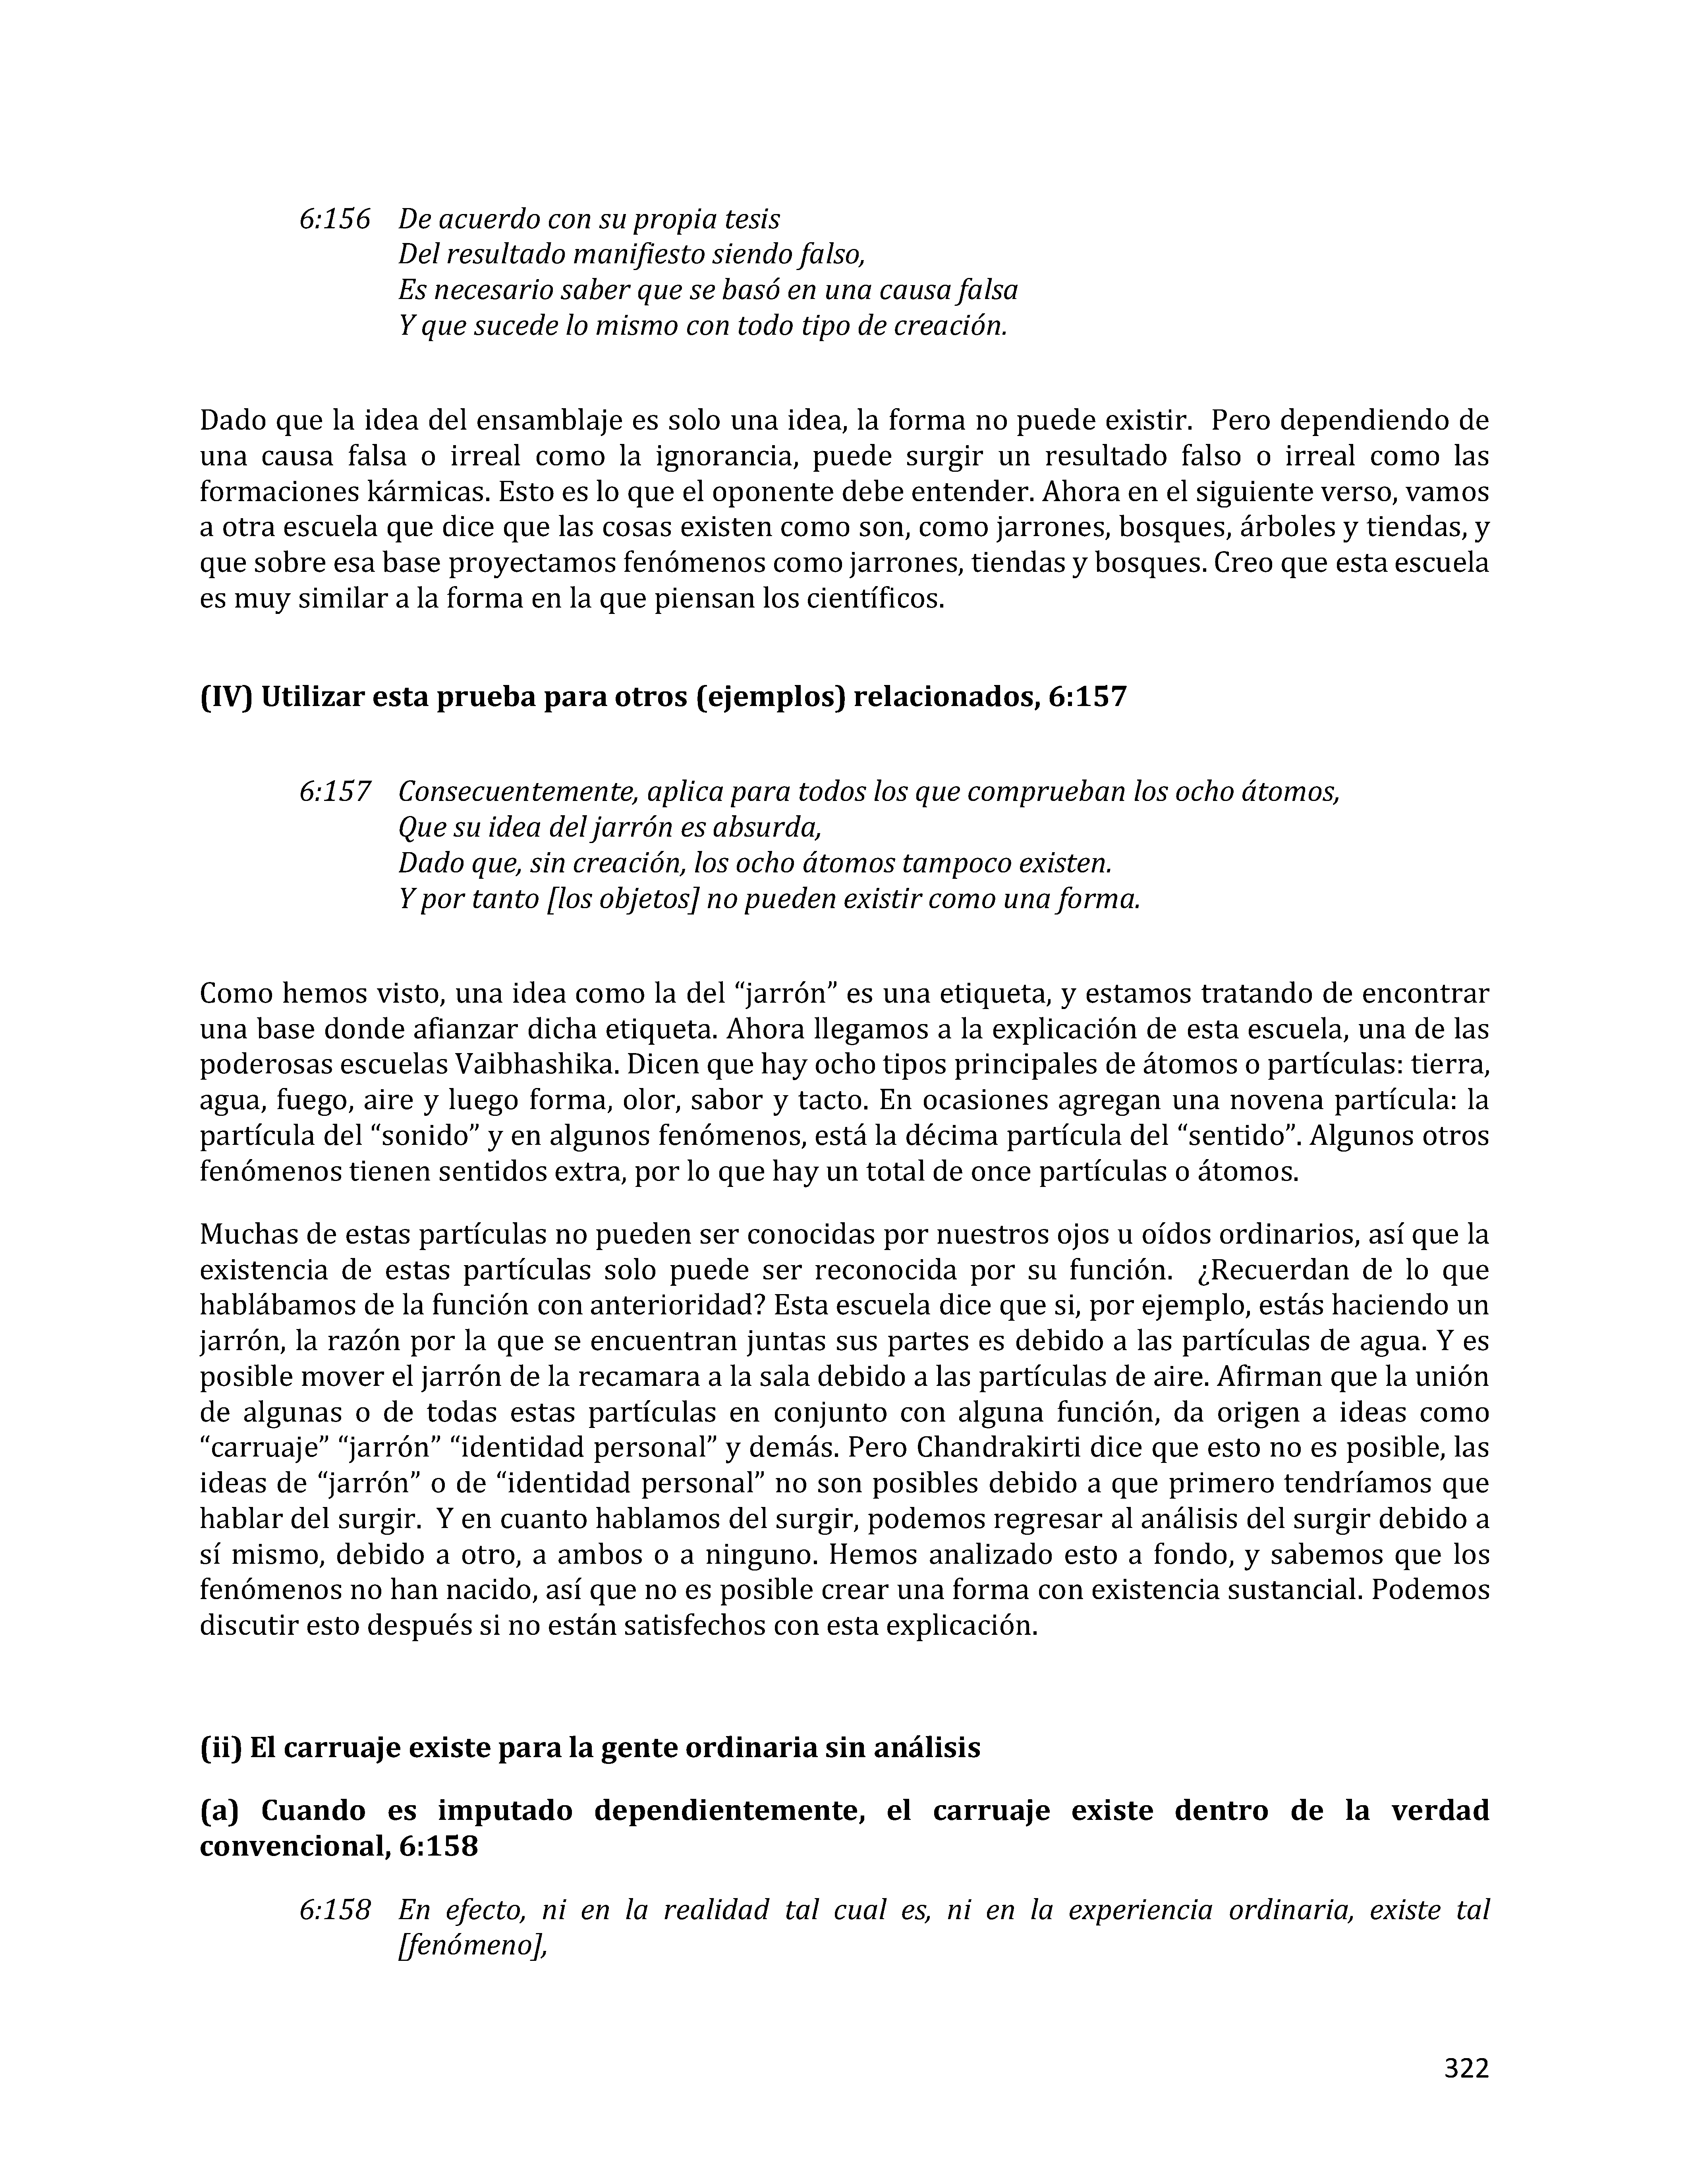 6:156 De acuerdo con su propia tesis
Del resultado manifiesto siendo falso,
Es necesario saber que se basó en una causa falsa
Y que sucede lo mismo con todo tipo de creación.
Dado que la idea del ensamblaje es solo una idea, la forma no puede existir. Pero dependiendo de
una causa falsa o irreal como la ignorancia, puede surgir un resultado falso o irreal como las
formaciones kármicas. Esto es lo que el oponente debe entender. Ahora en el siguiente verso, vamos
a otra escuela que dice que las cosas existen como son, como jarrones, bosques, árboles y tiendas, y
que sobre esa base proyectamos fenómenos como jarrones, tiendas y bosques. Creo que esta escuela
es muy similar a la forma en la que piensan los científicos.
(IV) Utilizar esta prueba para otros (ejemplos) relacionados, 6:157
6:157 Consecuentemente, aplica para todos los que comprueban los ocho átomos,
Que su idea del jarrón es absurda,
Dado que, sin creación, los ocho átomos tampoco existen.
Y por tanto [los objetos] no pueden existir como una forma.
Como hemos visto, una idea como la del “jarrón” es una etiqueta, y estamos tratando de encontrar
una base donde afianzar dicha etiqueta. Ahora llegamos a la explicación de esta escuela, una de las
poderosas escuelas Vaibhashika. Dicen que hay ocho tipos principales de átomos o partículas: tierra,
agua, fuego, aire y luego forma, olor, sabor y tacto. En ocasiones agregan una novena partícula: la
partícula del “sonido” y en algunos fenómenos, está la décima partícula del “sentido”. Algunos otros
fenómenos tienen sentidos extra, por lo que hay un total de once partículas o átomos.
Muchas de estas partículas no pueden ser conocidas por nuestros ojos u oídos ordinarios, así que la
existencia de estas partículas solo puede ser reconocida por su función. ¿Recuerdan de lo que
hablábamos de la función con anterioridad? Esta escuela dice que si, por ejemplo, estás haciendo un
jarrón, la razón por la que se encuentran juntas sus partes es debido a las partículas de agua. Y es
posible mover el jarrón de la recamara a la sala debido a las partículas de aire. Afirman que la unión
de algunas o de todas estas partículas en conjunto con alguna función, da origen a ideas como
“carruaje” “jarrón” “identidad personal” y demás. Pero Chandrakirti dice que esto no es posible, las
ideas de “jarrón” o de “identidad personal” no son posibles debido a que primero tendríamos que
hablar del surgir. Y en cuanto hablamos del surgir, podemos regresar al análisis del surgir debido a
sí mismo, debido a otro, a ambos o a ninguno. Hemos analizado esto a fondo, y sabemos que los
fenómenos no han nacido, así que no es posible crear una forma con existencia sustancial. Podemos
discutir esto después si no están satisfechos con esta explicación.
(ii) El carruaje existe para la gente ordinaria sin análisis
(a) Cuando es imputado dependientemente, el carruaje existe dentro de la verdad
convencional, 6:158
6:158 En efecto, ni en la realidad tal cual es, ni en la experiencia ordinaria, existe tal
[fenómeno],
322